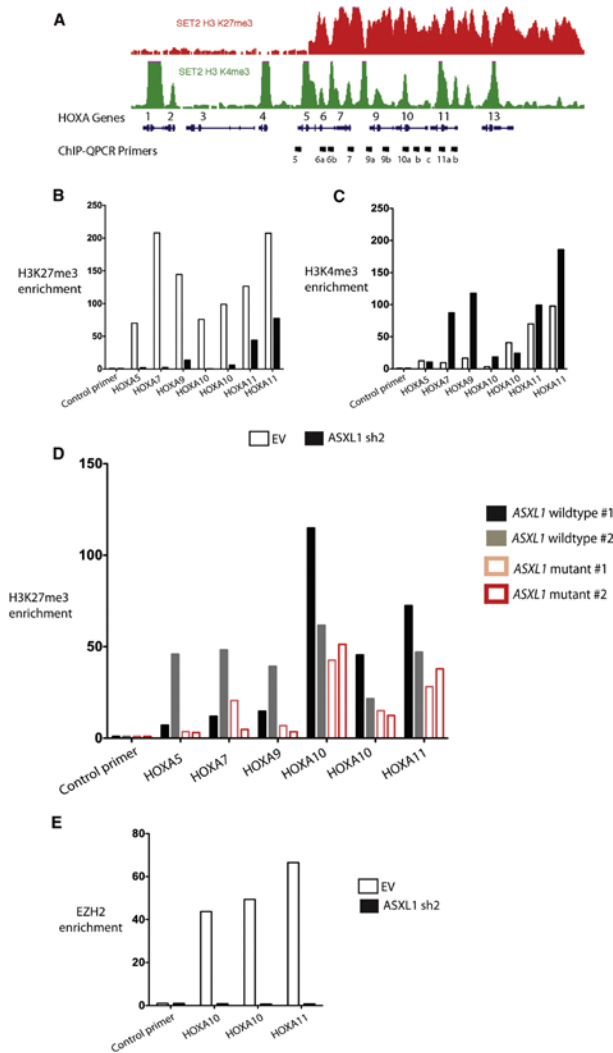 A
SET2 H3 K27me3
SET2 H3 K4me3
HOXA Genes
1 2 3 4 5 6 7 9 10 11 13
ChIP-QPCR Primers
5 6a 6b 7 9a 9b 10a b c 11a b
B
H3K27me3
enrichment
250
200
150
100
50
0
Control primer
HOXA5
HOXA7
HOXA9
HOXA10
HOXA10
HOXA11
HOXA11
C
H3K4me3
enrichment
250
200
150
100
50
0
Control primer
HOXA5
HOXA7
HOXA9
HOXA10
HOXA10
HOXA11
HOXA11
EV
ASXL1 sh2
D
H3K27me3
enrichment
150
100
50
0
Control primer
HOXA5
HOXA7
HOXA9
HOXA10
HOXA10
HOXA11
ASXL1 wildtype #1
ASXL1 wildtype #2
ASXL1 mutant #1
ASXL1 mutant #2
E
EZH2
enrichment
80
60
40
20
0
Control primer
HOXA10
HOXA10
HOXA11
EV
ASXL1 sh2